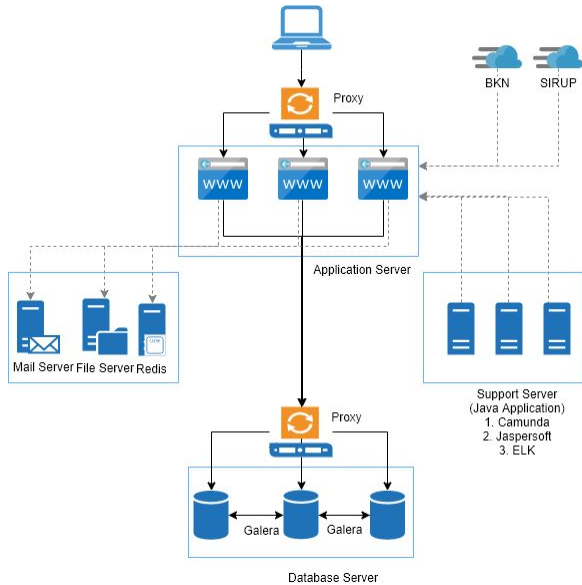 Proxy
BKN
SIRUP
WWW
WWW
WWW
Application Server
Mail Server
File Server
Redis
CACHE
Support Server
(Java Application)
1. Camunda
2. Jaspersoft
3. ELK
Proxy
Galera
Galera
Database Server